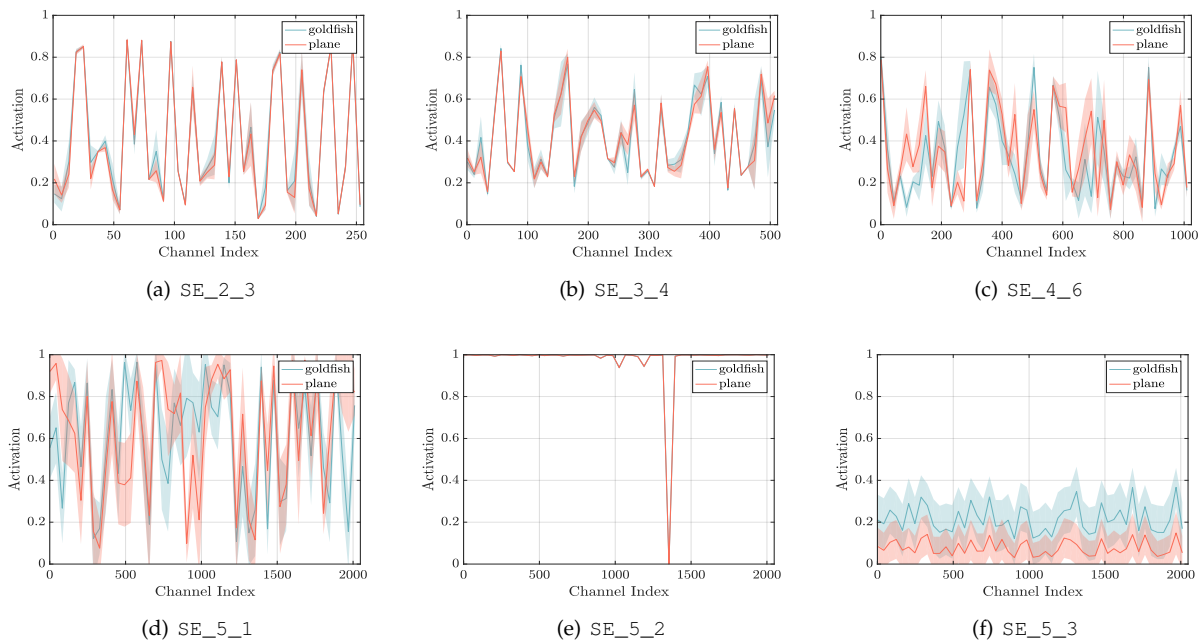 1
0.8
0.6
0.4
0.2
0
Activation
0 50 100 150 200 250
Channel Index
goldfish
plane
(a) SE_2_3
1
0.8
0.6
0.4
0.2
0
Activation
0 100 200 300 400 500
Channel Index
goldfish
plane
(b) SE_3_4
1
0.8
0.6
0.4
0.2
0
Activation
0 200 400 600 800 1000
Channel Index
goldfish
plane
(c) SE_4_6
1
0.8
0.6
0.4
0.2
0
Activation
0 500 1000 1500 2000
Channel Index
goldfish
plane
(d) SE_5_1
1
0.8
0.6
0.4
0.2
0
Activation
0 500 1000 1500 2000
Channel Index
goldfish
plane
(e) SE_5_2
1
0.8
0.6
0.4
0.2
0
Activation
0 500 1000 1500 2000
Channel Index
goldfish
plane
(f) SE_5_3